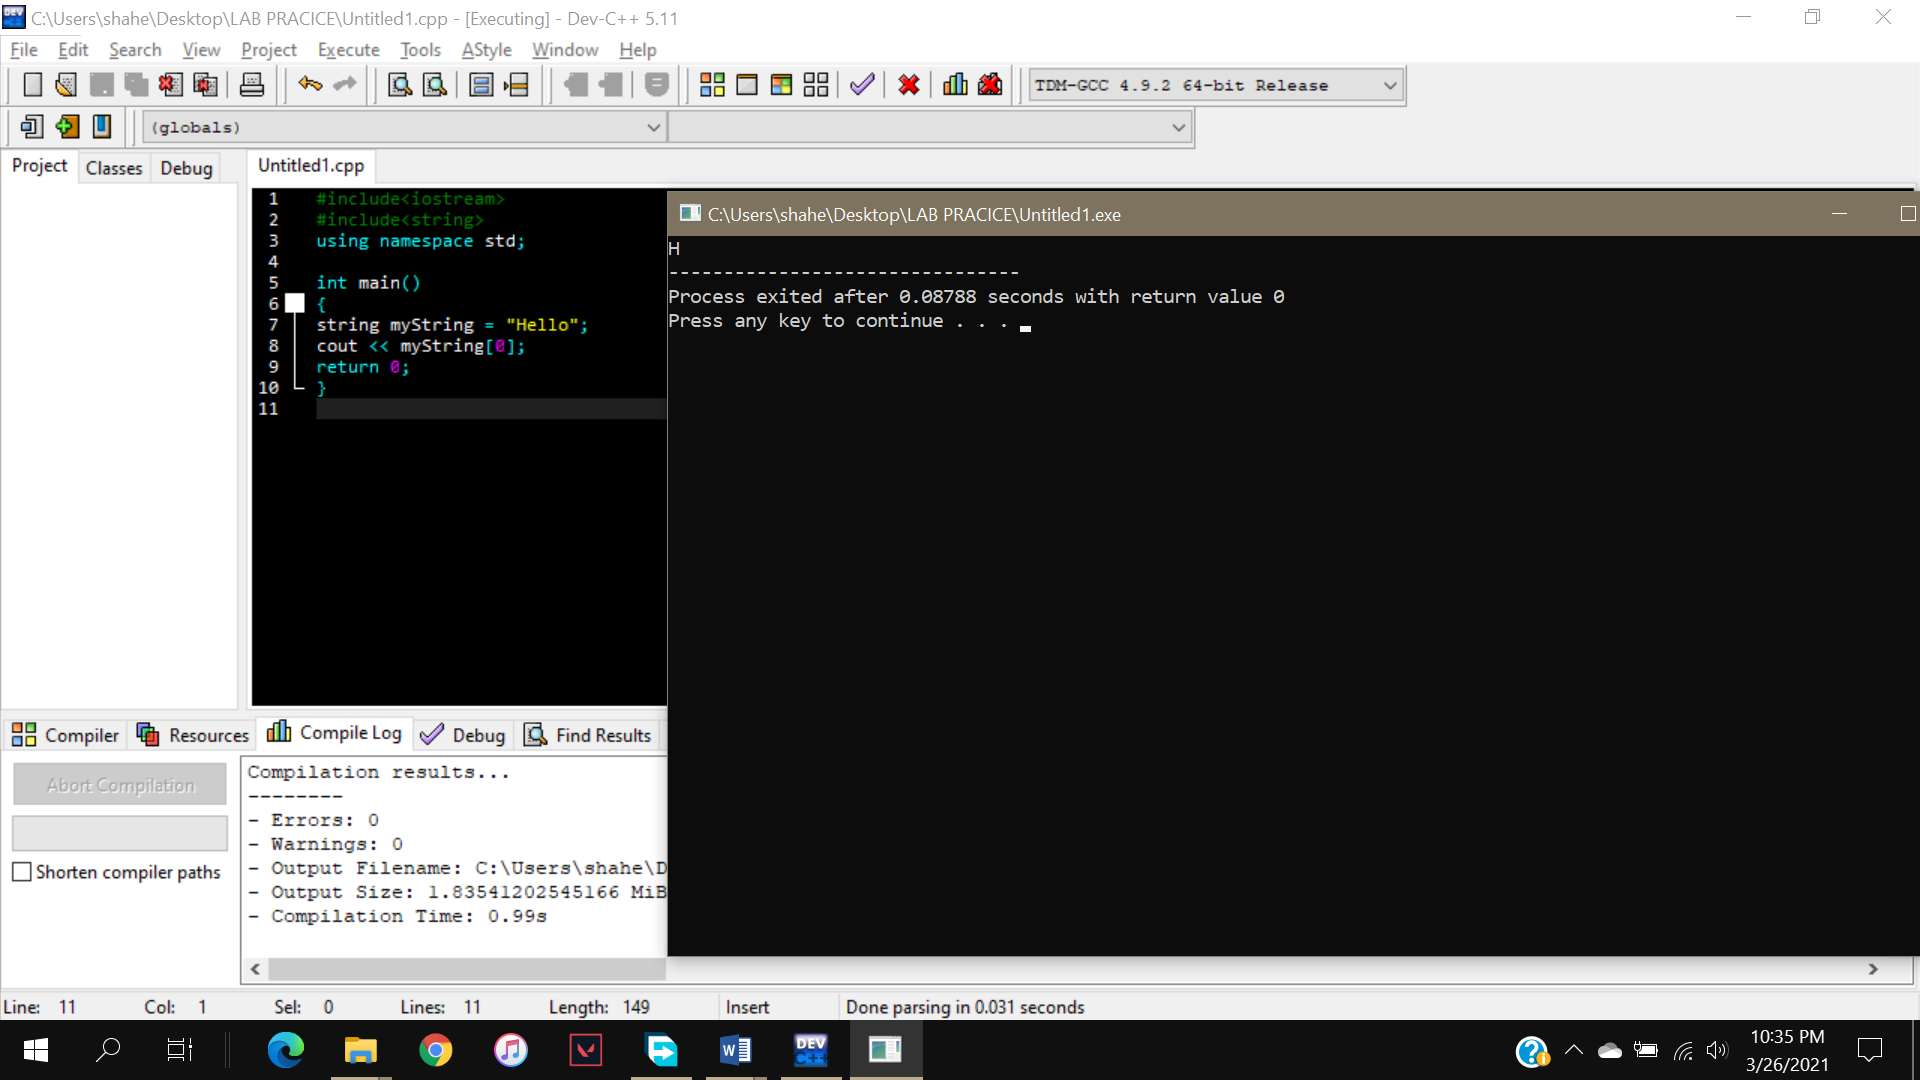 C:\Users\shahe\Desktop\LAB PRACICE\Untitled1.cpp - [Executing] - Dev-C++ 5.11
File Edit Search View Project Execute Tools AStyle Window Help
TDM-GCC 4.9.2 64-bit Release
(globals)
Project Classes Debug
Untitled1.cpp
1 #include<iostream>
2 #include<string>
3 using namespace std;
4
5 int main()
6 {
7 string myString = "Hello";
8 cout << myString[0];
9 return 0;
10 }
11
C:\Users\shahe\Desktop\LAB PRACICE\Untitled1.exe
H
--------------------------------
Process exited after 0.08788 seconds with return value 0
Press any key to continue . . .
Compiler Resources Compile Log Debug Find Results
Abort Compilation
Shorten compiler paths
Compilation results...
--------
- Errors: 0
- Warnings: 0
- Output Filename: C:\Users\shahe\D
- Output Size: 1.83541202545166 MiB
- Compilation Time: 0.99s
Line: 11 Col: 1 Sel: 0 Lines: 11 Length: 149 Insert Done parsing in 0.031 seconds
DEV C++
10:35 PM
3/26/2021